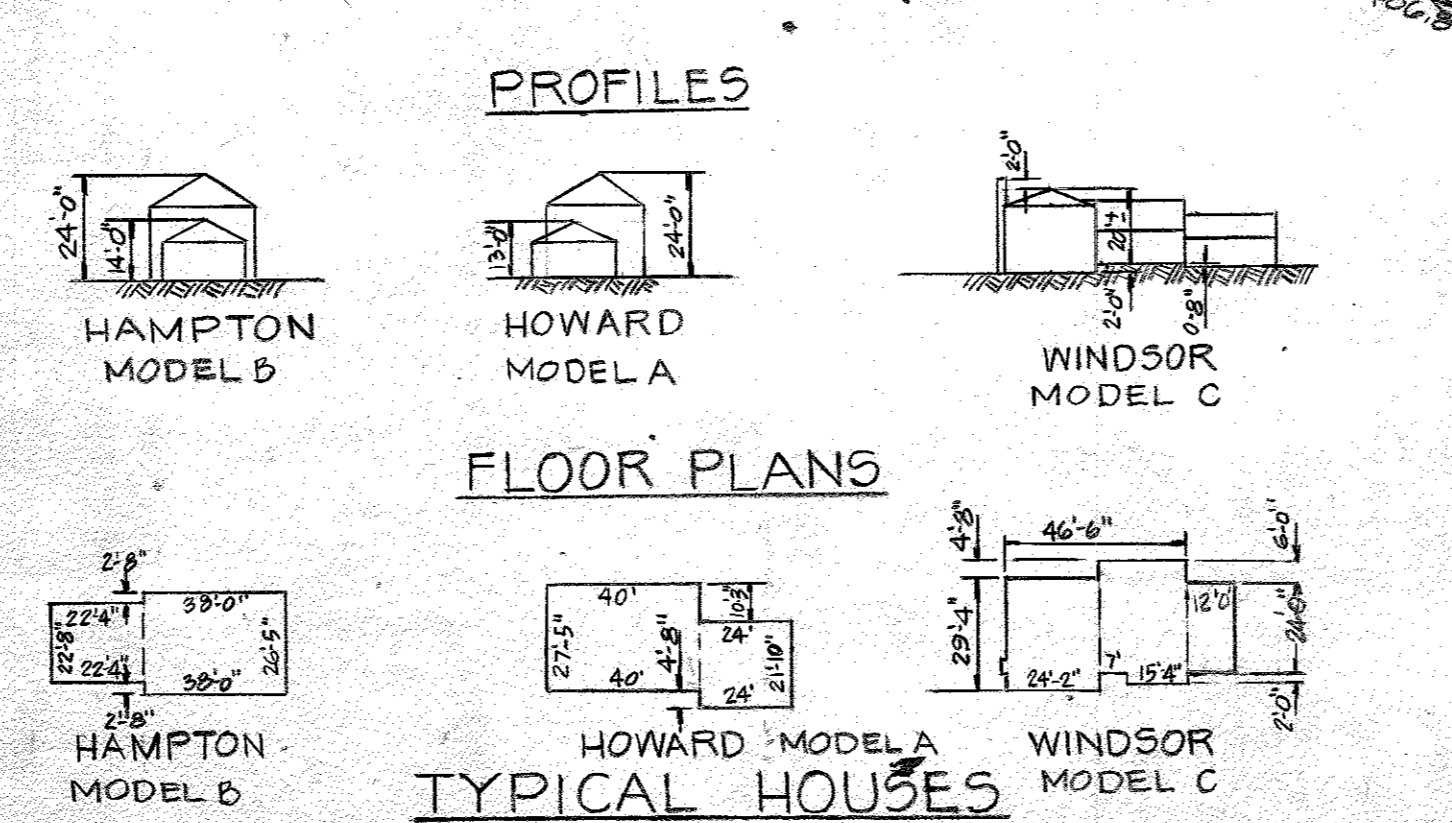 PROFILES
24'-0"
14'-0"
HAMPTON
MODEL B
13'-0"
24'-0"
HOWARD
MODEL A
2'-0"
20'±
2'-0"
0'-8"
WINDSOR
MODEL C
FLOOR PLANS
2'-8"
38'-0"
22'4"
22'-8"
26'-5"
22'-4"
38'-0"
2'-8"
HAMPTON
MODEL B
40'
10'-3"
24'
27'-5"
4'-8"
21'-10"
40'
24'
HOWARD MODEL A
4'-8"
46'-6"
6'-0"
12'0"
29'-4"
24'-0"
7'
24'-2"
15'4"
2'-0"
WINDSOR
MODEL C
TYPICAL HOUSES